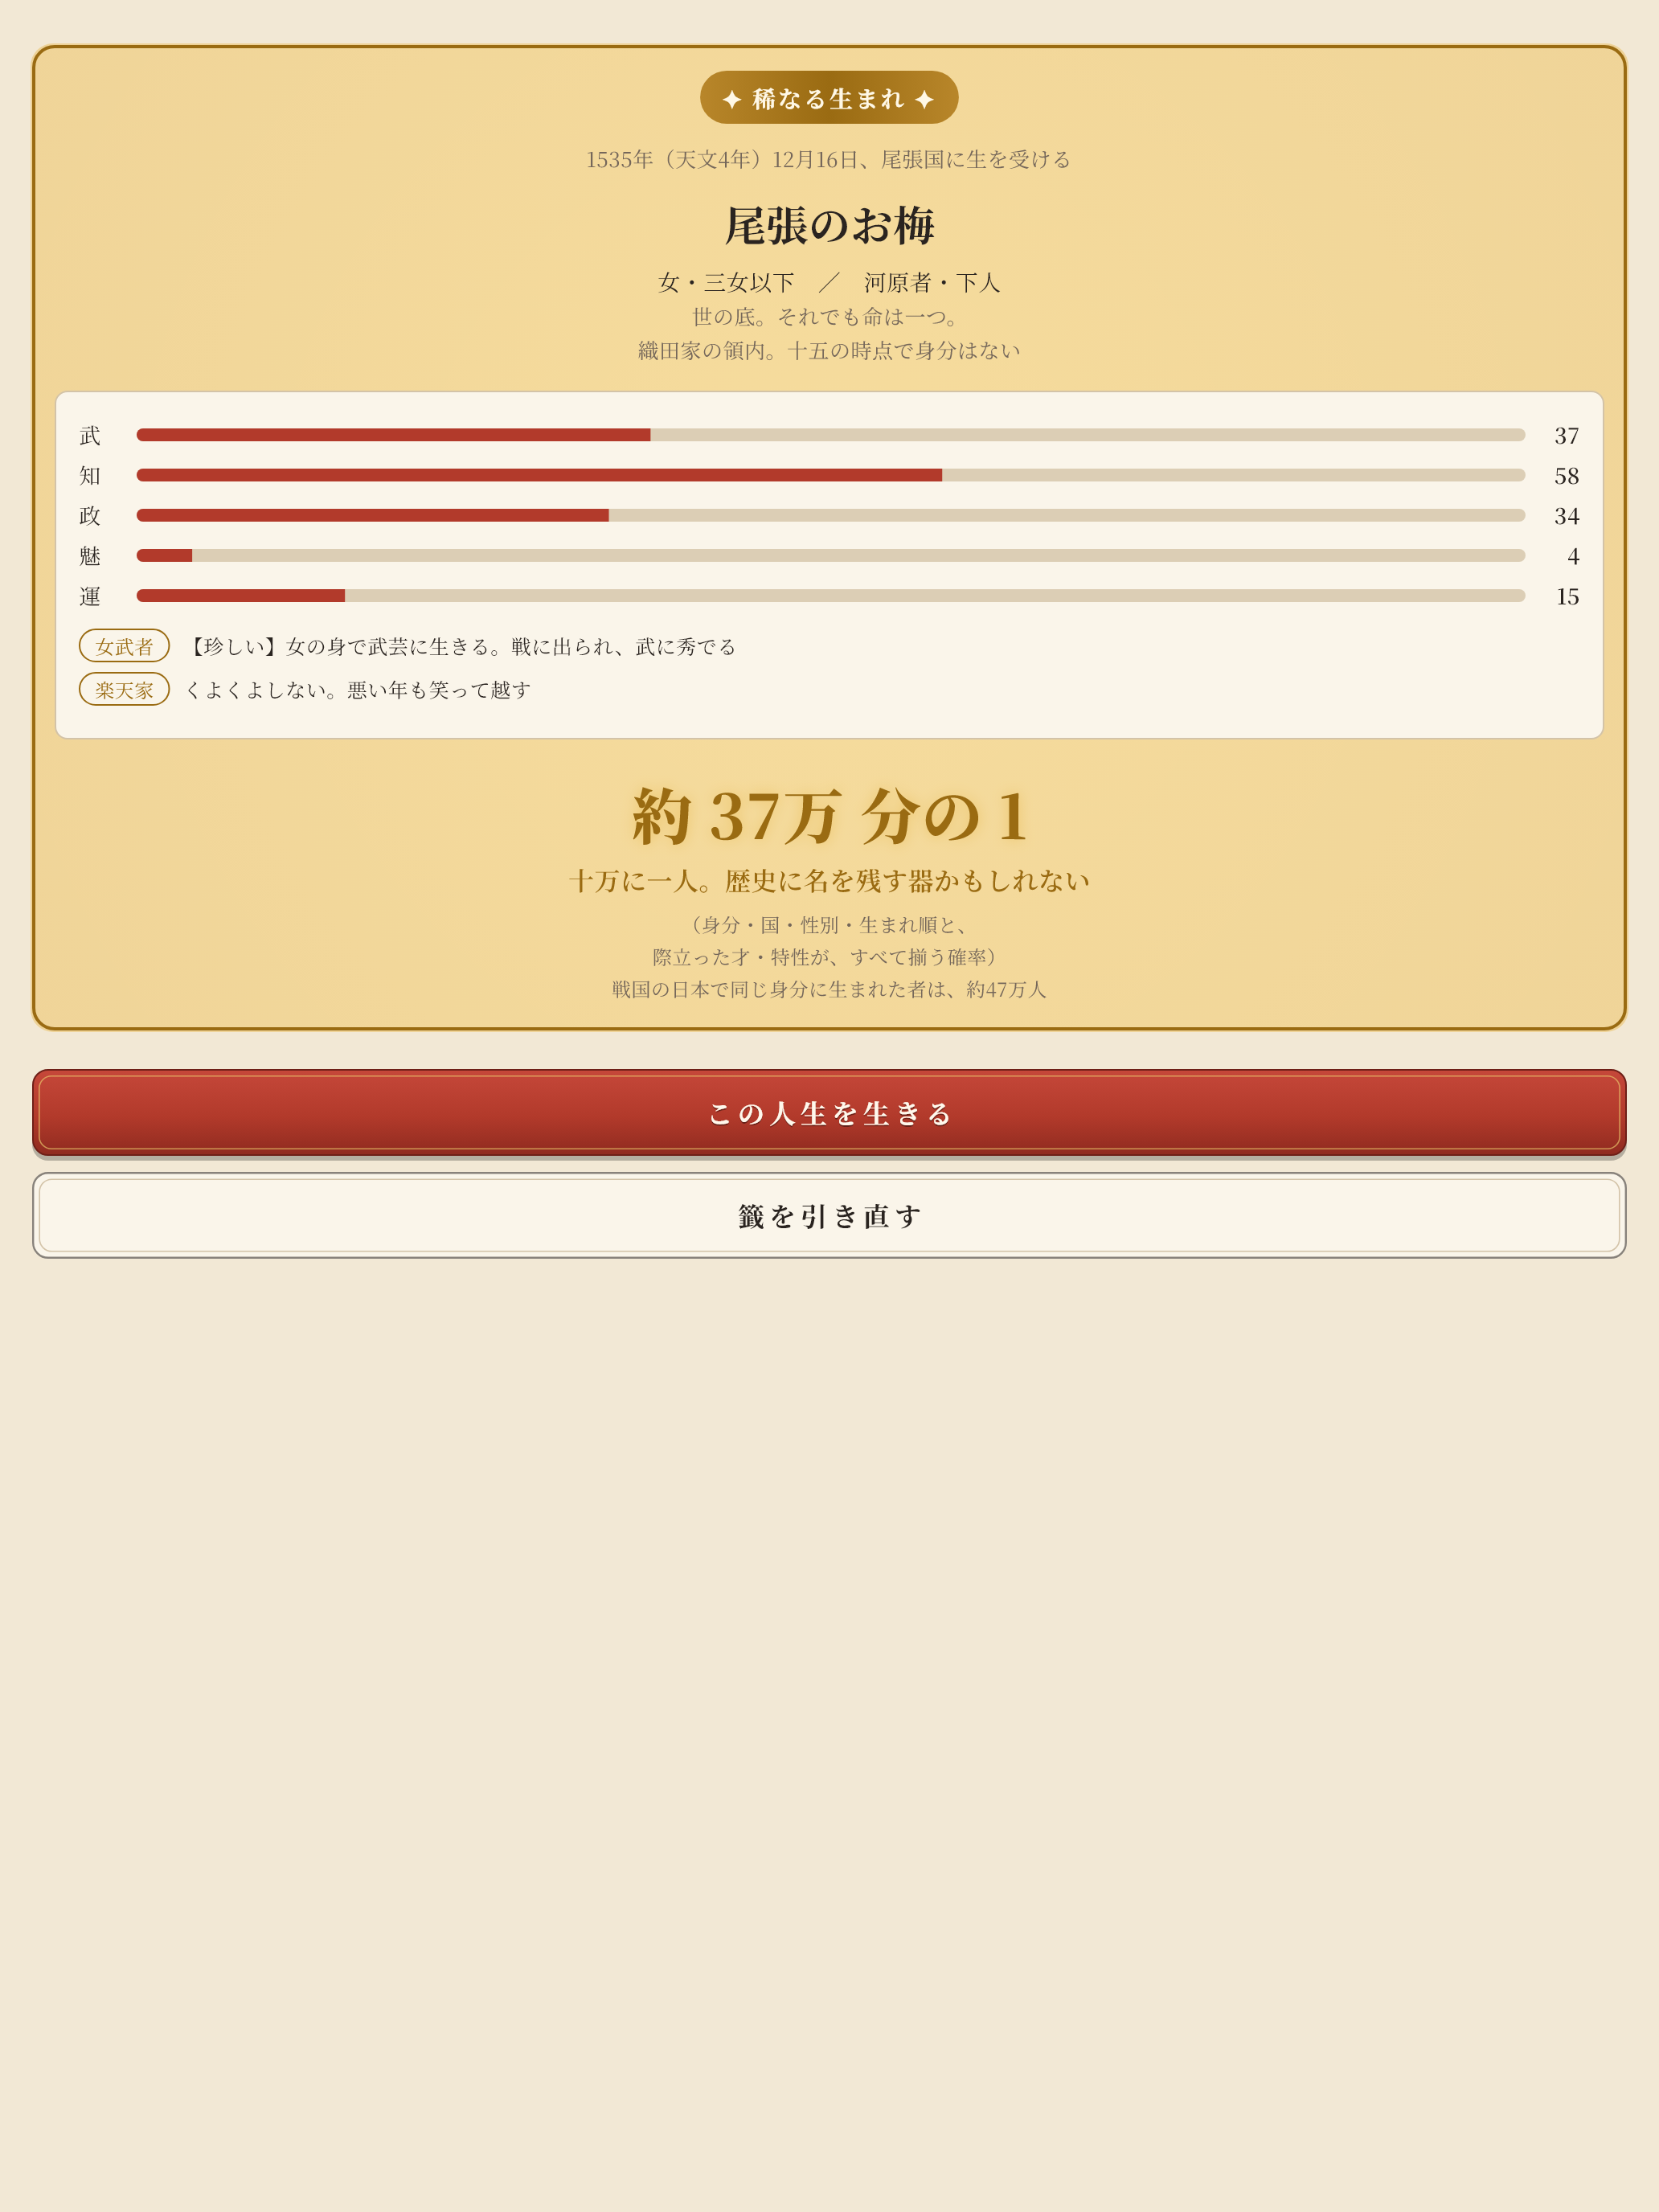 ✦ 稀なる生まれ ✦
1535年（天文4年）12月16日、尾張国に生を受ける
尾張のお梅
女・三女以下　／　河原者・下人
世の底。それでも命は一つ。
織田家の領内。十五の時点で身分はない
武 37
知 58
政 34
魅 4
運 15
女武者 【珍しい】女の身で武芸に生きる。戦に出られ、武に秀でる
楽天家 くよくよしない。悪い年も笑って越す
約 37万 分の 1
十万に一人。歴史に名を残す器かもしれない
（身分・国・性別・生まれ順と、
際立った才・特性が、すべて揃う確率）
戦国の日本で同じ身分に生まれた者は、約47万人
この人生を生きる
籤を引き直す